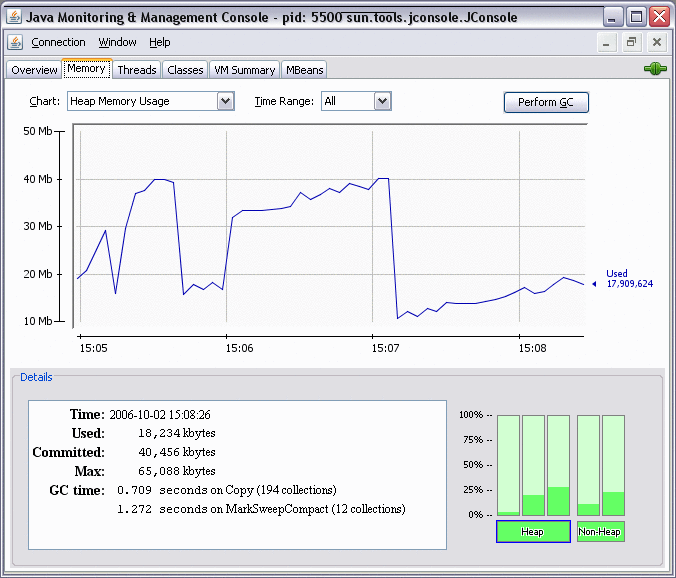 Java Monitoring & Management Console - pid: 5500 sun.tools.jconsole.JConsole
Connection Window Help
Overview Memory Threads Classes VM Summary MBeans
Chart: Heap Memory Usage Time Range: All Perform GC
50 Mb
40 Mb
30 Mb
20 Mb
10 Mb
Used
17,909,624
15:05 15:06 15:07 15:08
Details
Time: 2006-10-02 15:08:26
Used: 18,234 kbytes
Committed: 40,456 kbytes
Max: 65,088 kbytes
GC time: 0.709 seconds on Copy (194 collections)
1.272 seconds on MarkSweepCompact (12 collections)
100% --
75% --
50% --
25% --
0% --
Heap Non-Heap